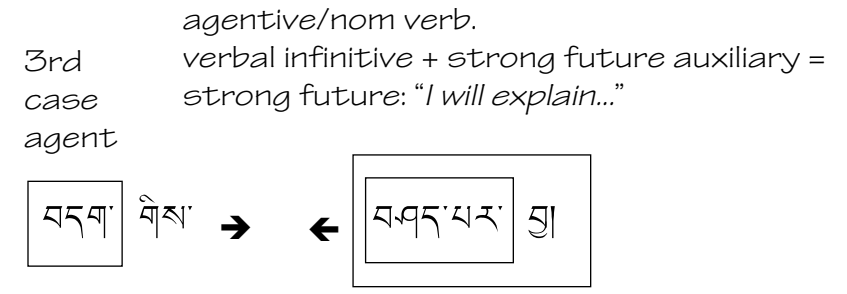 agentive/nom verb.
verbal infinitive + strong future auxiliary =
strong future: “I will explain...”
3rd
case
agent
བདག་ གིས་ ➔ ← བཤད་པར་ བྱ།